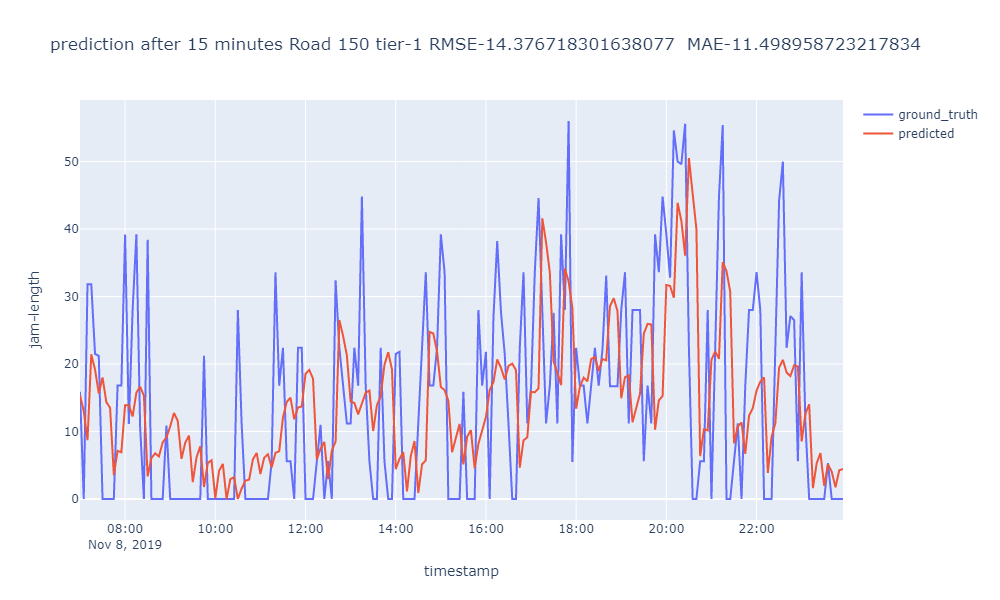 prediction after 15 minutes Road 150 tier-1 RMSE-14.376718301638077  MAE-11.498958723217834
ground_truth
predicted
jam-length
50
40
30
20
10
0
08:00 10:00 12:00 14:00 16:00 18:00 20:00 22:00
Nov 8, 2019
timestamp